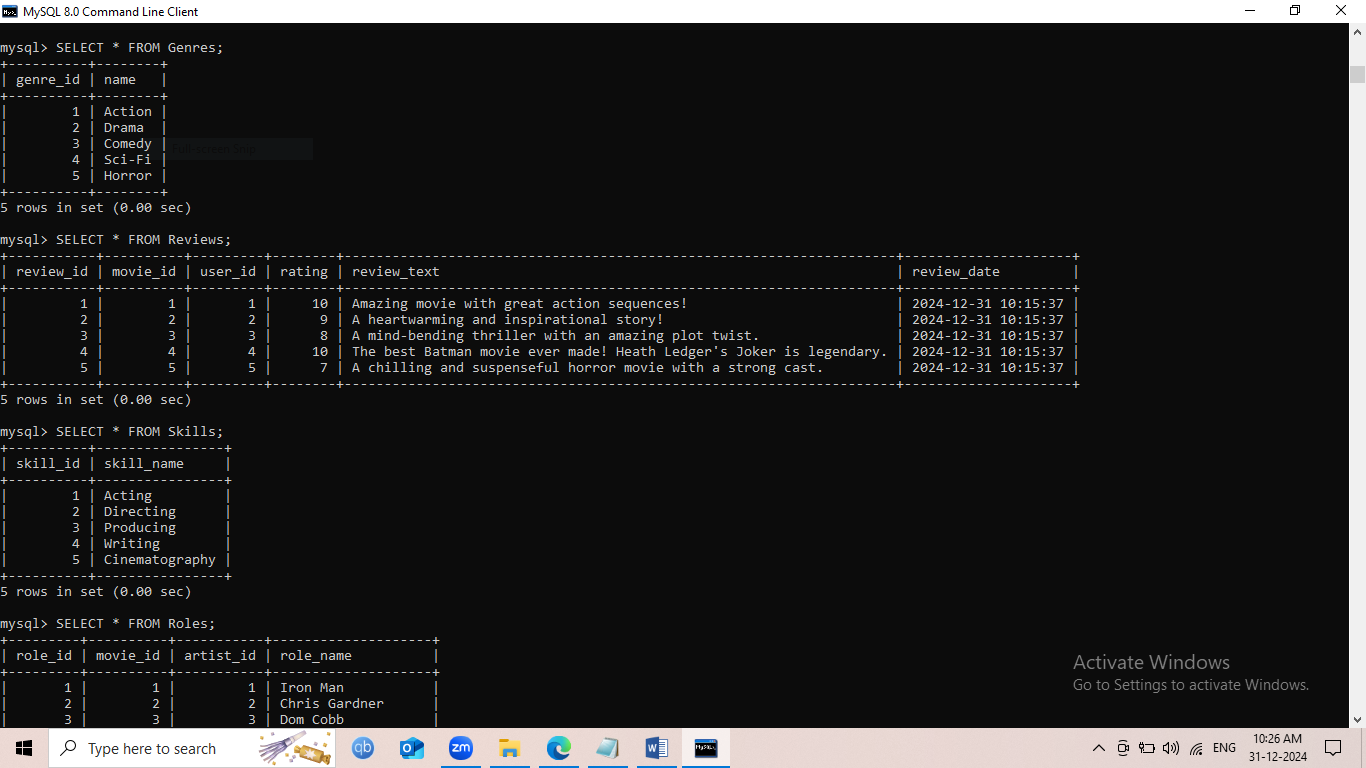 MySQL 8.0 Command Line Client
mysql> SELECT * FROM Genres;
+----------+--------+
| genre_id | name   |
+----------+--------+
|        1 | Action |
|        2 | Drama  |
|        3 | Comedy |
Full-screen Snip
|        4 | Sci-Fi |
|        5 | Horror |
+----------+--------+
5 rows in set (0.00 sec)
mysql> SELECT * FROM Reviews;
+-----------+----------+---------+--------+---------------------------------------------------------------------+---------------------+
| review_id | movie_id | user_id | rating | review_text                                                         | review_date         |
+-----------+----------+---------+--------+---------------------------------------------------------------------+---------------------+
|         1 |        1 |       1 |     10 | Amazing movie with great action sequences!                          | 2024-12-31 10:15:37 |
|         2 |        2 |       2 |      9 | A heartwarming and inspirational story!                             | 2024-12-31 10:15:37 |
|         3 |        3 |       3 |      8 | A mind-bending thriller with an amazing plot twist.                 | 2024-12-31 10:15:37 |
|         4 |        4 |       4 |     10 | The best Batman movie ever made! Heath Ledger's Joker is legendary. | 2024-12-31 10:15:37 |
|         5 |        5 |       5 |      7 | A chilling and suspenseful horror movie with a strong cast.         | 2024-12-31 10:15:37 |
+-----------+----------+---------+--------+---------------------------------------------------------------------+---------------------+
5 rows in set (0.00 sec)
mysql> SELECT * FROM Skills;
+----------+----------------+
| skill_id | skill_name     |
+----------+----------------+
|        1 | Acting         |
|        2 | Directing      |
|        3 | Producing      |
|        4 | Writing        |
|        5 | Cinematography |
+----------+----------------+
5 rows in set (0.00 sec)
mysql> SELECT * FROM Roles;
+---------+----------+-----------+--------------------+
| role_id | movie_id | artist_id | role_name          |
+---------+----------+-----------+--------------------+
|       1 |        1 |         1 | Iron Man           |
|       2 |        2 |         2 | Chris Gardner      |
|       3 |        3 |         3 | Dom Cobb           |
Activate Windows
Go to Settings to activate Windows.
Type here to search
qb
zm
W
MySQL
ENG
10:26 AM
31-12-2024